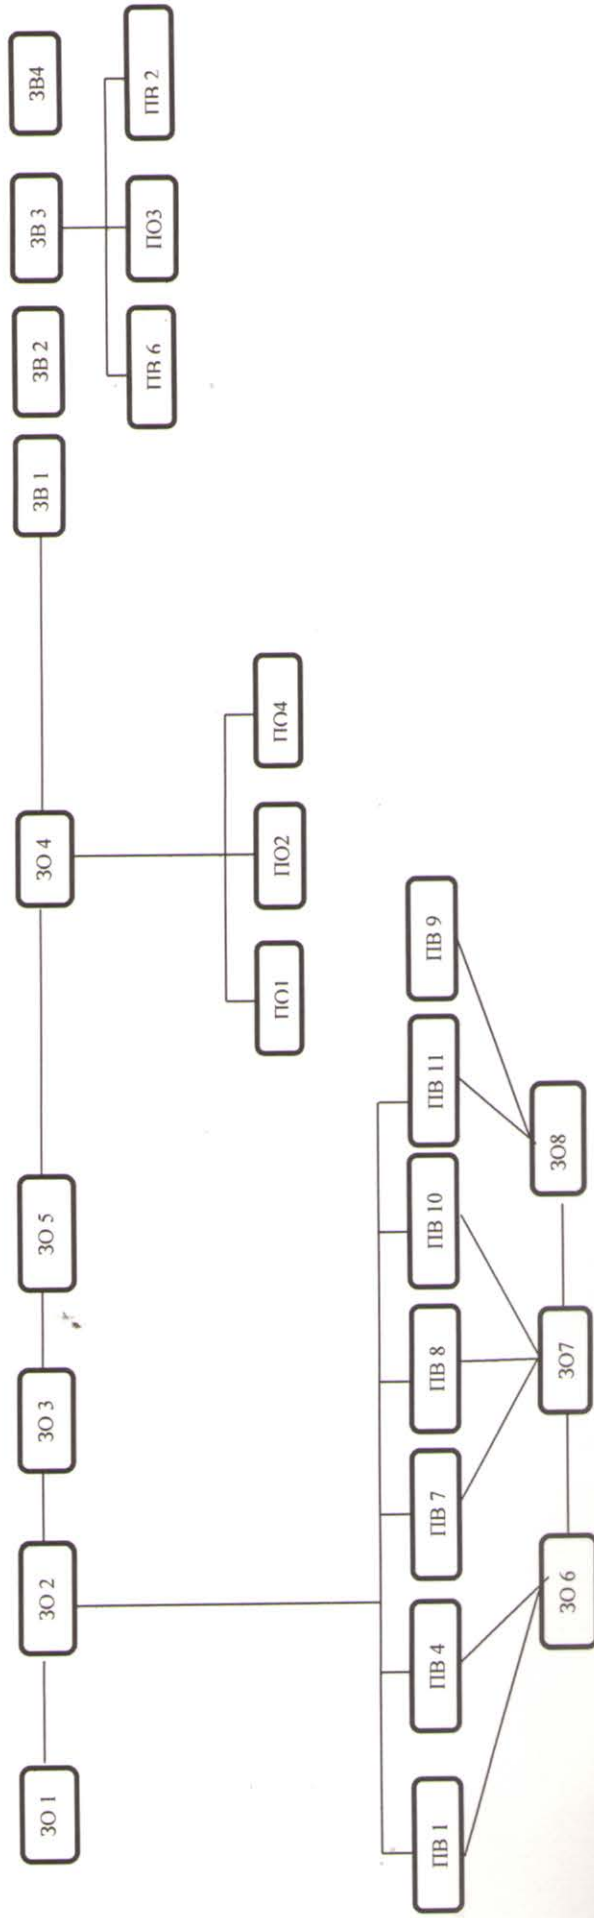 ЗО 1
ЗО 2
ЗО 3
ЗО 5
ЗО 4
ЗВ 1
ЗВ 2
ЗВ 3
ЗВ4
ПВ 6
ПО3
ПВ 2
ПО1
ПО2
ПО4
ПВ 1
ПВ 4
ПВ 7
ПВ 8
ПВ 10
ПВ 11
ПВ 9
ЗО 6
ЗО7
ЗО8